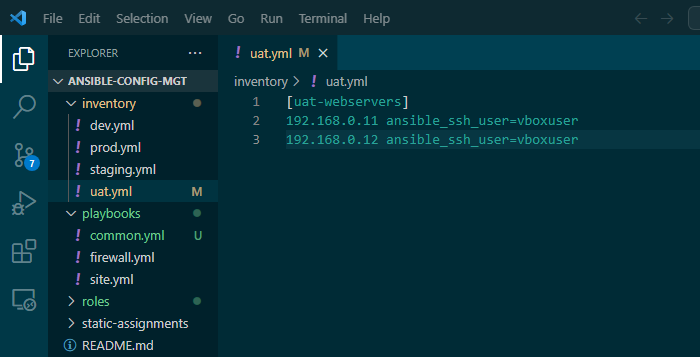 File Edit Selection View Go Run Terminal Help
EXPLORER ...
ANSIBLE-CONFIG-MGT
inventory
! dev.yml
! prod.yml
! staging.yml
! uat.yml M
playbooks
! common.yml U
! firewall.yml
! site.yml
roles
static-assignments
README.md
7
! uat.yml M
inventory > ! uat.yml
1 [uat-webservers]
2 192.168.0.11 ansible_ssh_user=vboxuser
3 192.168.0.12 ansible_ssh_user=vboxuser